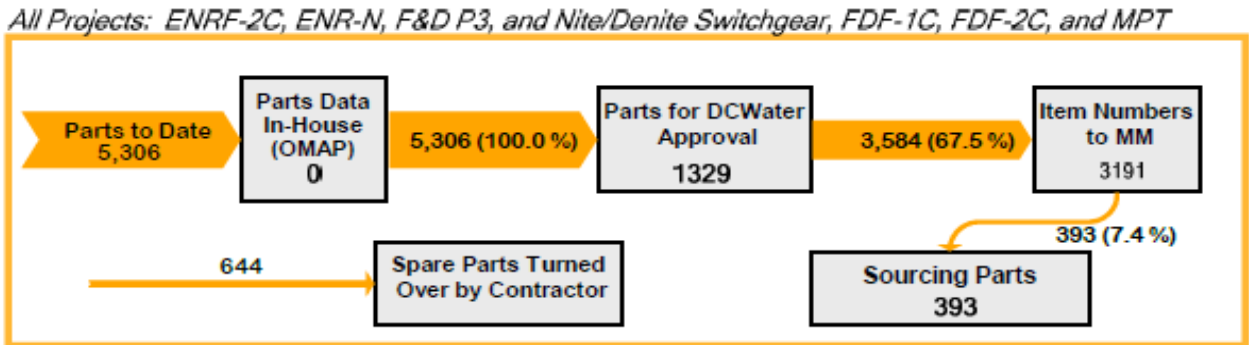 All Projects: ENRF-2C, ENR-N, F&D P3, and Nite/Denite Switchgear, FDF-1C, FDF-2C, and MPT
Parts to Date
5,306
Parts Data
In-House
(OMAP)
0
5,306 (100.0 %)
Parts for DCWater
Approval
1329
3,584 (67.5 %)
Item Numbers
to MM
3191
393 (7.4 %)
644
Spare Parts Turned
Over by Contractor
Sourcing Parts
393